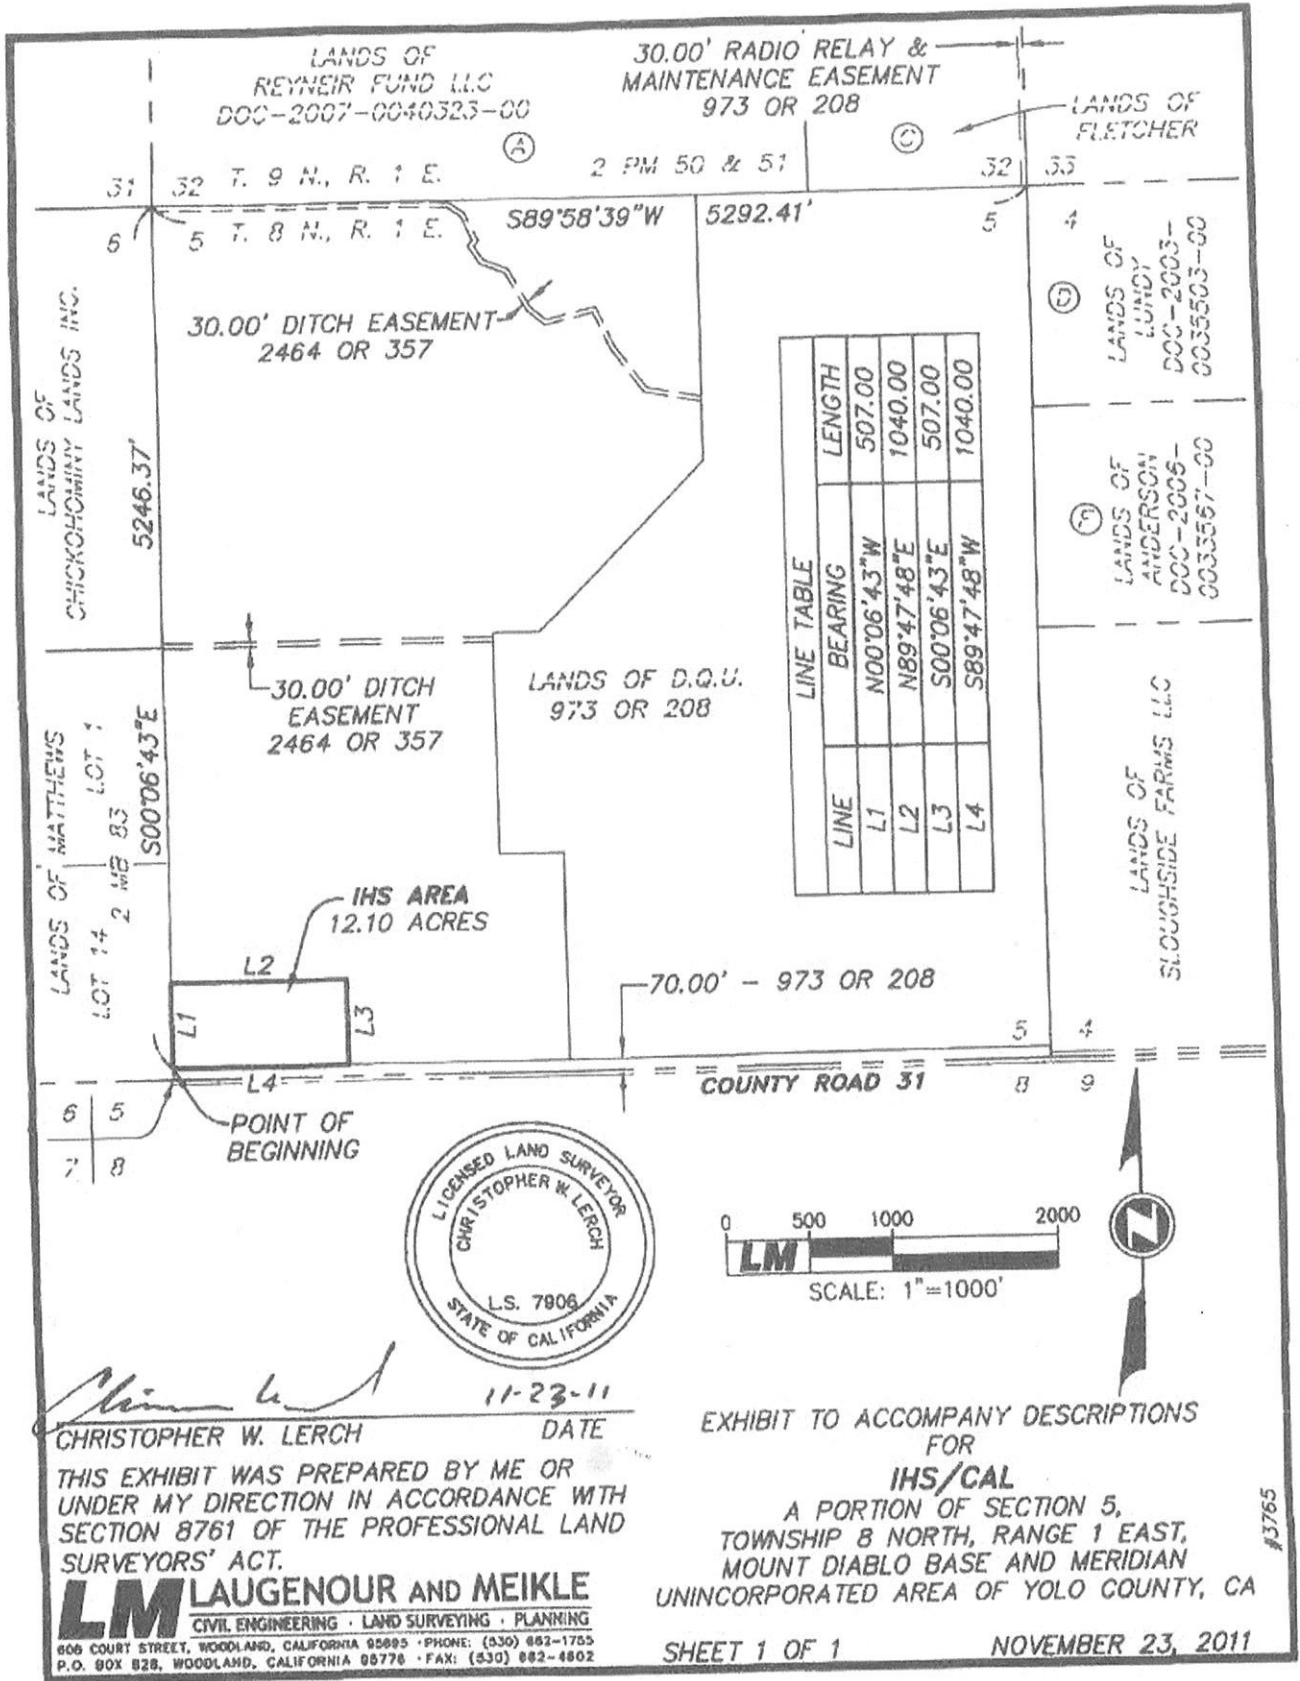 LANDS OF
REYNEIR FUND LLC
DOC-2007-0040323-00
A
30.00' RADIO RELAY &
MAINTENANCE EASEMENT
973 OR 208
C
LANDS OF
FLETCHER
31
32 T. 9 N., R. 1 E.
2 PM 50 & 51
32
33
6
5 T. 8 N., R. 1 E.
S89°58'39"W 5292.41'
5
4
30.00' DITCH EASEMENT
2464 OR 357
LANDS OF
CHICKOHOMINY LANDS INC.
5246.37'
D
LANDS OF
LUNDY
DOC-2003-
0035503-00
LANDS OF
ANDERSON
DOC-2005-
0033567-00
LINE TABLE
LINE BEARING LENGTH
L1 N00°06'43"W 507.00
L2 N89°47'48"E 1040.00
L3 S00°06'43"E 507.00
L4 S89°47'48"W 1040.00
30.00' DITCH
EASEMENT
2464 OR 357
LANDS OF D.Q.U.
973 OR 208
LANDS OF MATTHEWS
LOT 14 LOT 1
2 MB 83
S00°06'43"E
LANDS OF
SLOUGHSIDE FARMS LLC
IHS AREA
12.10 ACRES
L2
L1
L3
L4
70.00' - 973 OR 208
5
4
COUNTY ROAD 31
8
9
6 5
7 8
POINT OF
BEGINNING
LICENSED LAND SURVEYOR
CHRISTOPHER W. LERCH
L.S. 7906
STATE OF CALIFORNIA
0 500 1000 2000
LM
SCALE: 1"=1000'
N
11-23-11
CHRISTOPHER W. LERCH DATE
THIS EXHIBIT WAS PREPARED BY ME OR
UNDER MY DIRECTION IN ACCORDANCE WITH
SECTION 8761 OF THE PROFESSIONAL LAND
SURVEYORS' ACT.
LM LAUGENOUR AND MEIKLE
CIVIL ENGINEERING · LAND SURVEYING · PLANNING
608 COURT STREET, WOODLAND, CALIFORNIA 95695 · PHONE: (530) 662-1755
P.O. BOX 828, WOODLAND, CALIFORNIA 95776 · FAX: (530) 662-4602
EXHIBIT TO ACCOMPANY DESCRIPTIONS
FOR
IHS/CAL
A PORTION OF SECTION 5,
TOWNSHIP 8 NORTH, RANGE 1 EAST,
MOUNT DIABLO BASE AND MERIDIAN
UNINCORPORATED AREA OF YOLO COUNTY, CA
SHEET 1 OF 1
NOVEMBER 23, 2011
#3765